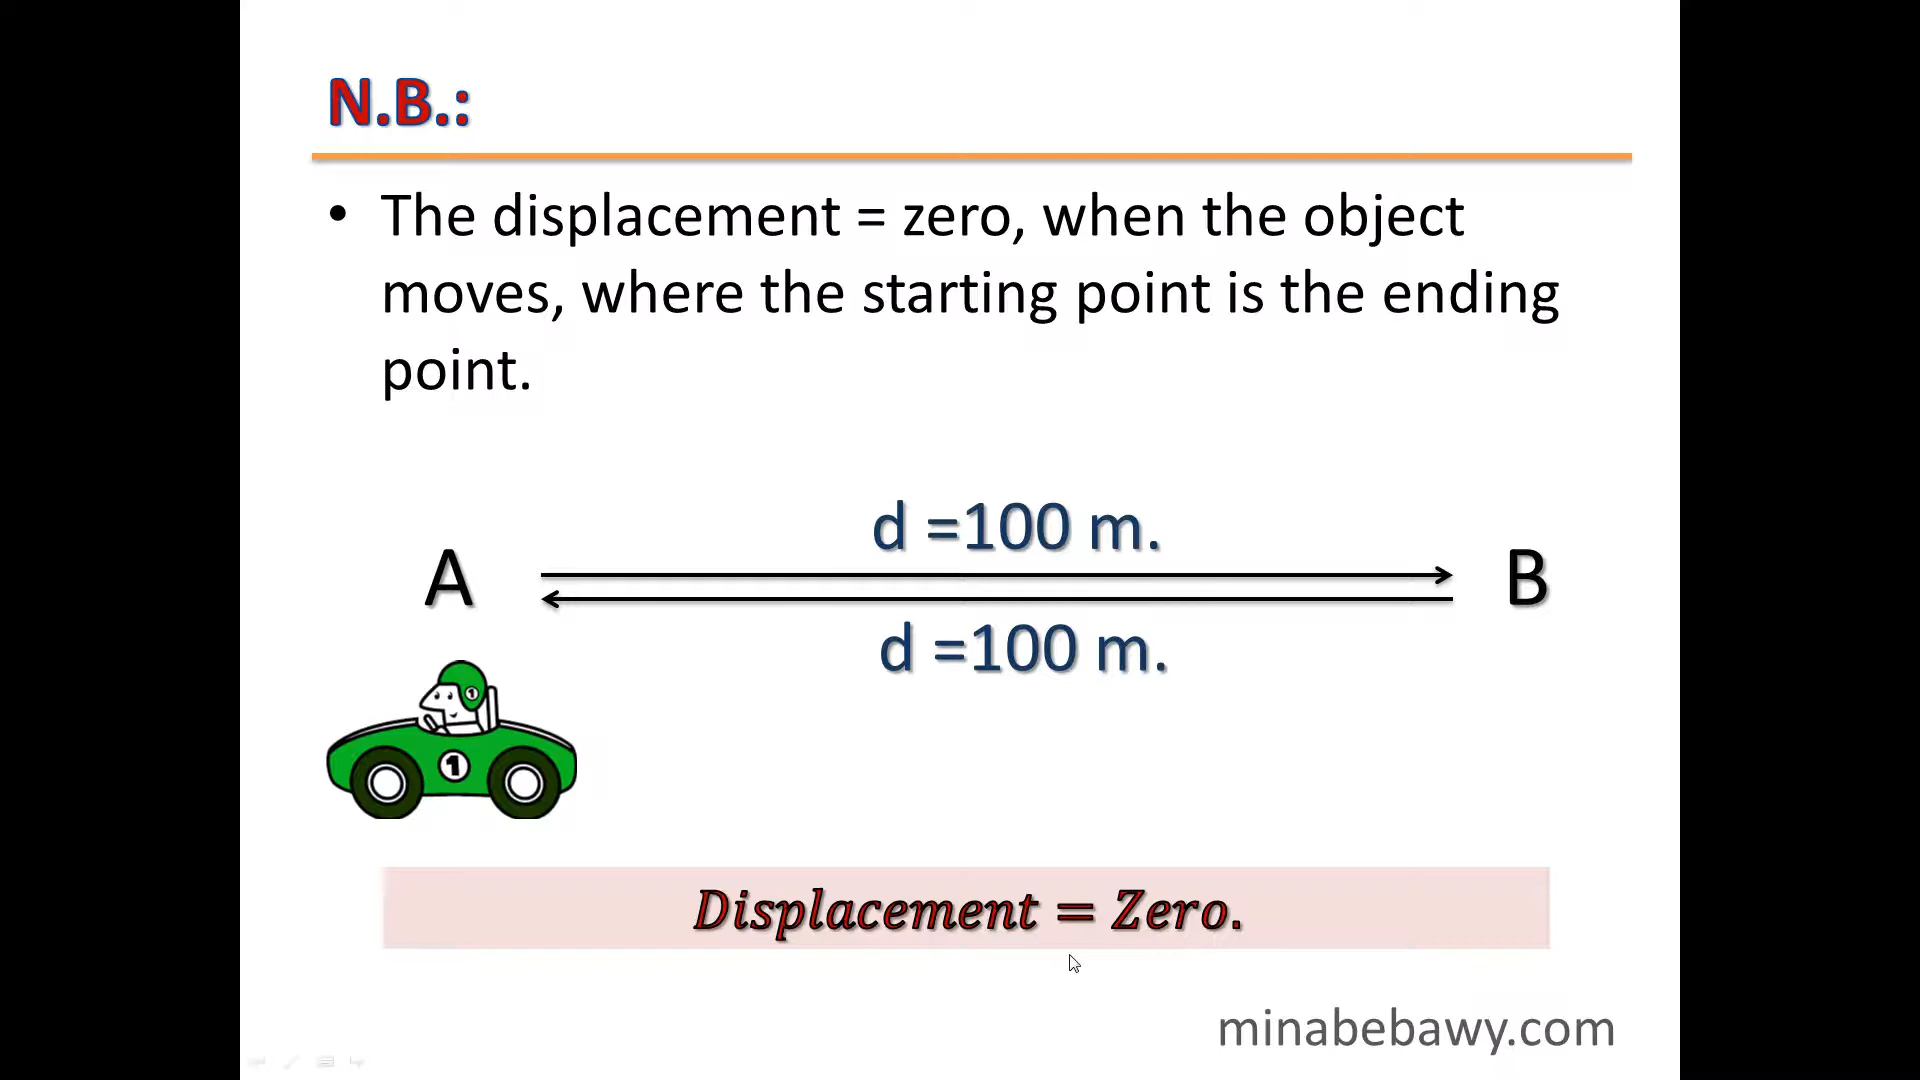 N.B.:
• The displacement = zero, when the object
moves, where the starting point is the ending
point.
d =100 m.
A
B
d =100 m.
1
1
Displacement = Zero.
minabebawy.com